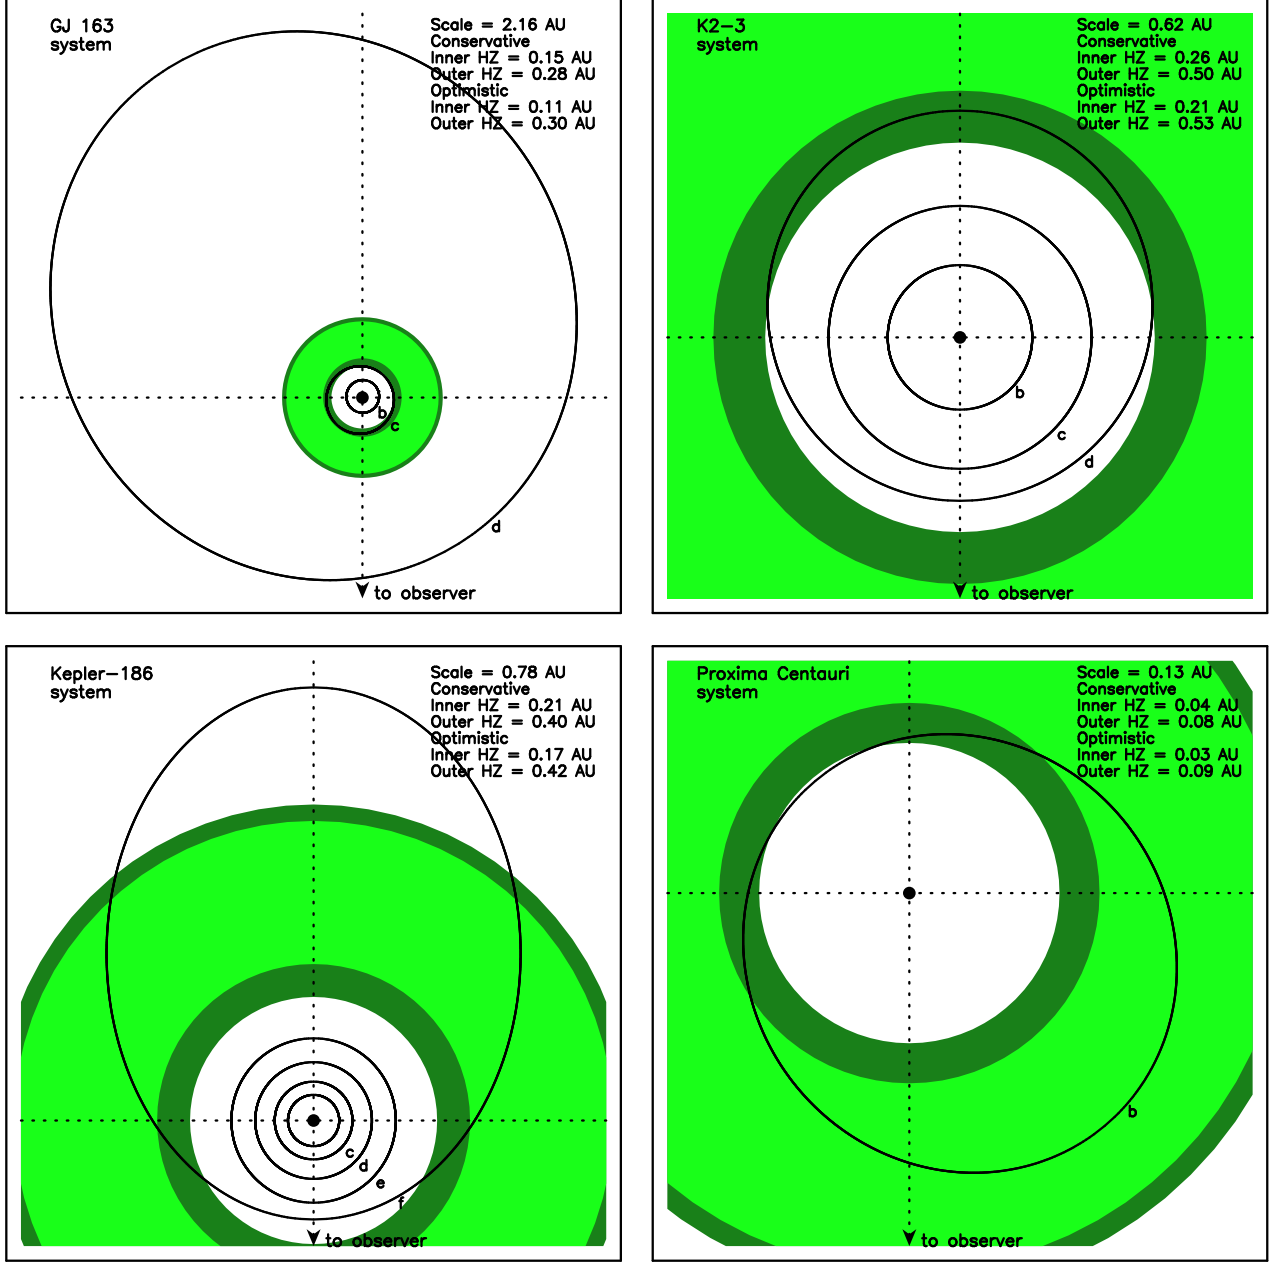 GJ 163
system
Scale = 2.16 AU
Conservative
Inner HZ = 0.15 AU
Outer HZ = 0.28 AU
Optimistic
Inner HZ = 0.11 AU
Outer HZ = 0.30 AU
b
c
d
to observer
K2-3
system
Scale = 0.62 AU
Conservative
Inner HZ = 0.26 AU
Outer HZ = 0.50 AU
Optimistic
Inner HZ = 0.21 AU
Outer HZ = 0.53 AU
b
c
d
to observer
Kepler-186
system
Scale = 0.78 AU
Conservative
Inner HZ = 0.21 AU
Outer HZ = 0.40 AU
Optimistic
Inner HZ = 0.17 AU
Outer HZ = 0.42 AU
c
d
e
f
to observer
Proxima Centauri
system
Scale = 0.13 AU
Conservative
Inner HZ = 0.04 AU
Outer HZ = 0.08 AU
Optimistic
Inner HZ = 0.03 AU
Outer HZ = 0.09 AU
b
to observer